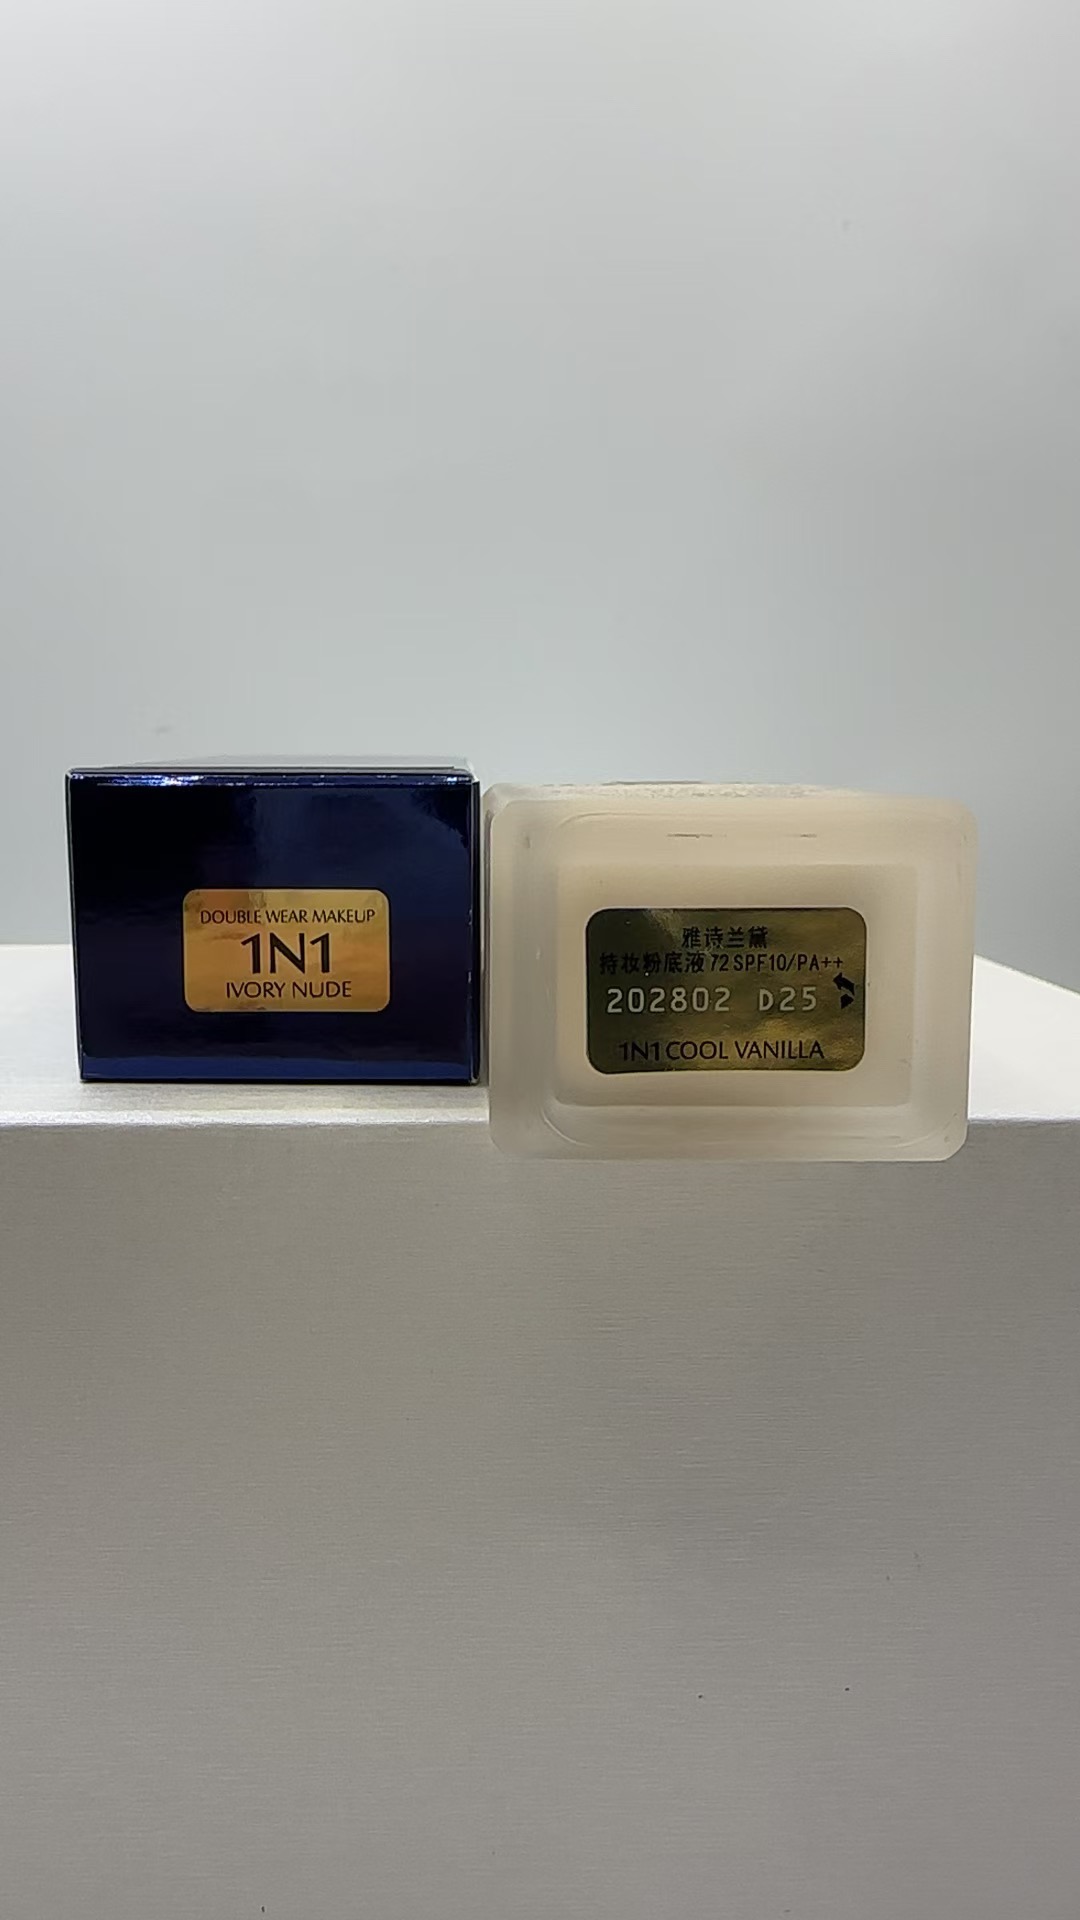 DOUBLE WEAR MAKEUP
1N1
IVORY NUDE
雅诗兰黛
持妆粉底液 72 SPF10/PA++
202802 D25
1N1 COOL VANILLA